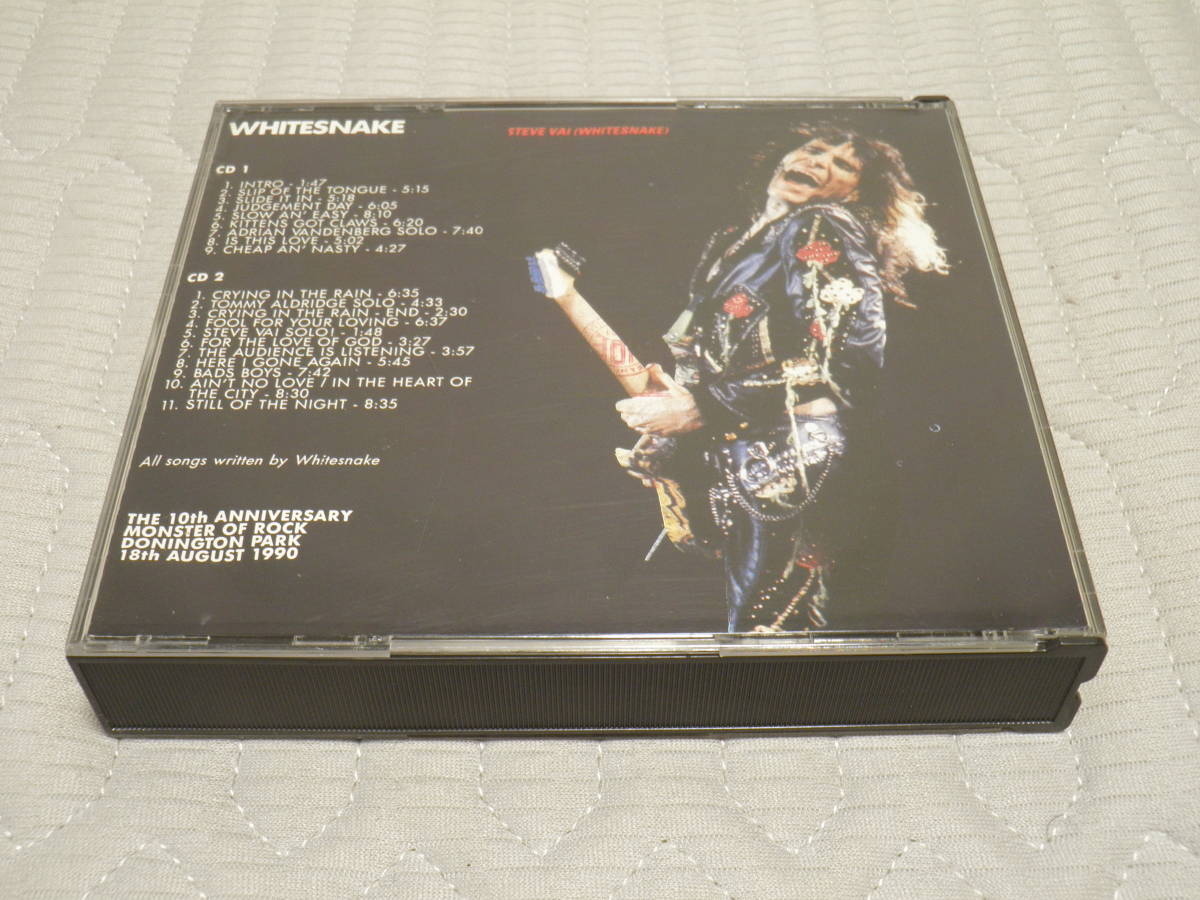 WHITESNAKE
STEVE VAI (WHITESNAKE)
CD 1
1. INTRO - 1:47
2. SLIP OF THE TONGUE - 5:15
3. SLIDE IT IN - 5:18
4. JUDGEMENT DAY - 6:05
5. SLOW AN' EASY - 8:10
6. KITTENS GOT CLAWS - 6:20
7. ADRIAN VANDENBERG SOLO - 7:40
8. IS THIS LOVE - 5:02
9. CHEAP AN' NASTY - 4:27
CD 2
1. CRYING IN THE RAIN - 6:35
2. TOMMY ALDRIDGE SOLO - 4:33
3. CRYING IN THE RAIN - END - 2:30
4. FOOL FOR YOUR LOVING - 6:37
5. STEVE VAI SOLO! - 1:48
6. FOR THE LOVE OF GOD - 3:27
7. THE AUDIENCE IS LISTENING - 3:57
8. HERE I GONE AGAIN - 5:45
9. BADS BOYS - 7:42
10. AIN'T NO LOVE / IN THE HEART OF
THE CITY - 8:30
11. STILL OF THE NIGHT - 8:35
All songs written by Whitesnake
THE 10th ANNIVERSARY
MONSTER OF ROCK
DONINGTON PARK
18th AUGUST 1990